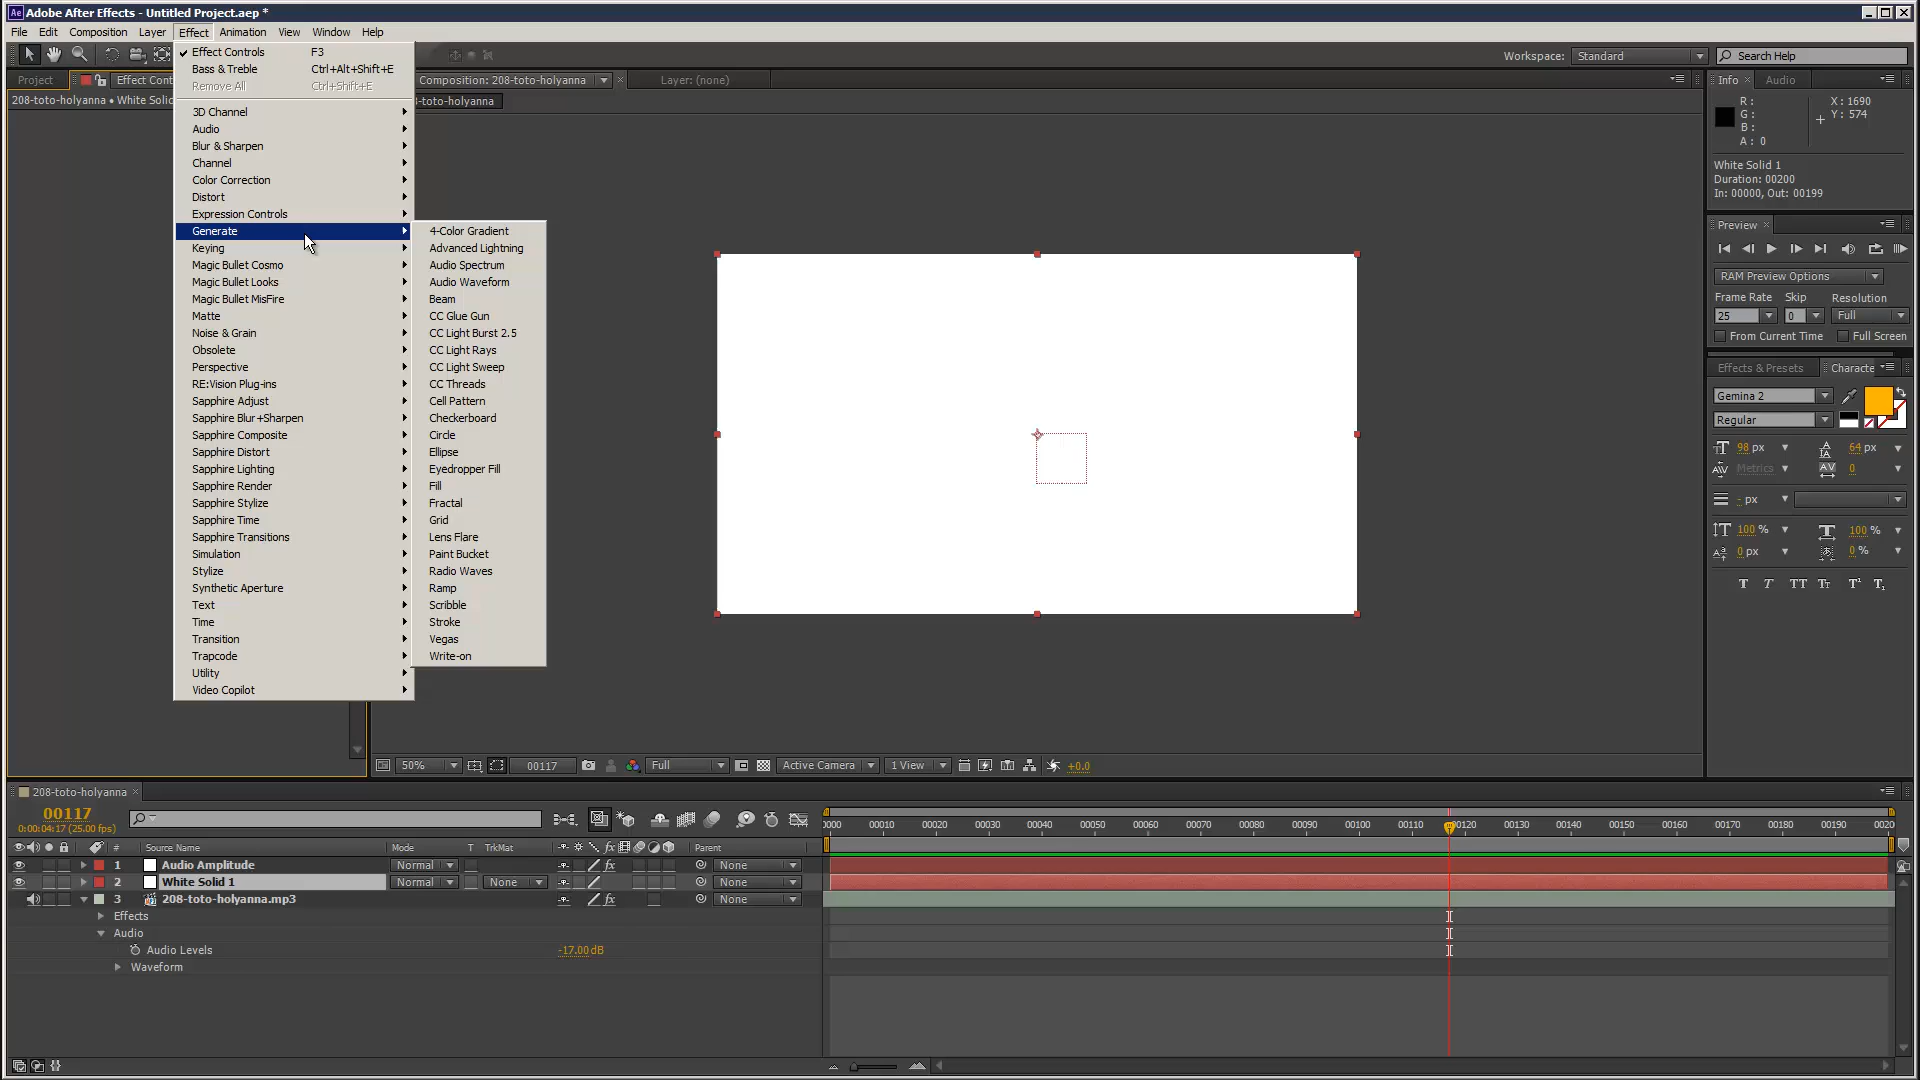 Ae Adobe After Effects - Untitled Project.aep *
File Edit Composition Layer Effect Animation View Window Help
Workspace: Standard Search Help
Effect Controls F3
Bass & Treble Ctrl+Alt+Shift+E
Remove All Ctrl+Shift+E
3D Channel
Audio
Blur & Sharpen
Channel
Color Correction
Distort
Expression Controls
Generate
Keying
Magic Bullet Cosmo
Magic Bullet Looks
Magic Bullet MisFire
Matte
Noise & Grain
Obsolete
Perspective
RE:Vision Plug-ins
Sapphire Adjust
Sapphire Blur+Sharpen
Sapphire Composite
Sapphire Distort
Sapphire Lighting
Sapphire Render
Sapphire Stylize
Sapphire Time
Sapphire Transitions
Simulation
Stylize
Synthetic Aperture
Text
Time
Transition
Trapcode
Utility
Video Copilot
4-Color Gradient
Advanced Lightning
Audio Spectrum
Audio Waveform
Beam
CC Glue Gun
CC Light Burst 2.5
CC Light Rays
CC Light Sweep
CC Threads
Cell Pattern
Checkerboard
Circle
Ellipse
Eyedropper Fill
Fill
Fractal
Grid
Lens Flare
Paint Bucket
Radio Waves
Ramp
Scribble
Stroke
Vegas
Write-on
Project Effect Cont
208-toto-holyanna • White Solid
Composition: 208-toto-holyanna Layer: (none)
-toto-holyanna
Info Audio
R: X: 1690
G: Y: 574
B:
A: 0
White Solid 1
Duration: 00200
In: 00000, Out: 00199
Preview
RAM Preview Options
Frame Rate Skip Resolution
25 0 Full
From Current Time Full Screen
Effects & Presets Characte
Gemina 2
Regular
98 px 64 px
Metrics 0
- px
100 % 100 %
0 px 0 %
T T TT Tr T1 T1
50% 00117 Full Active Camera 1 View +0.0
208-toto-holyanna
00117
0:00:04:17 (25.00 fps)
0000 00010 00020 00030 00040 00050 00060 00070 00080 00090 00100 00110 00120 00130 00140 00150 00160 00170 00180 00190 0020
# Source Name Mode T TrkMat Parent
1 Audio Amplitude Normal None
2 White Solid 1 Normal None None
3 208-toto-holyanna.mp3 None
Effects
Audio
Audio Levels -17.00dB
Waveform